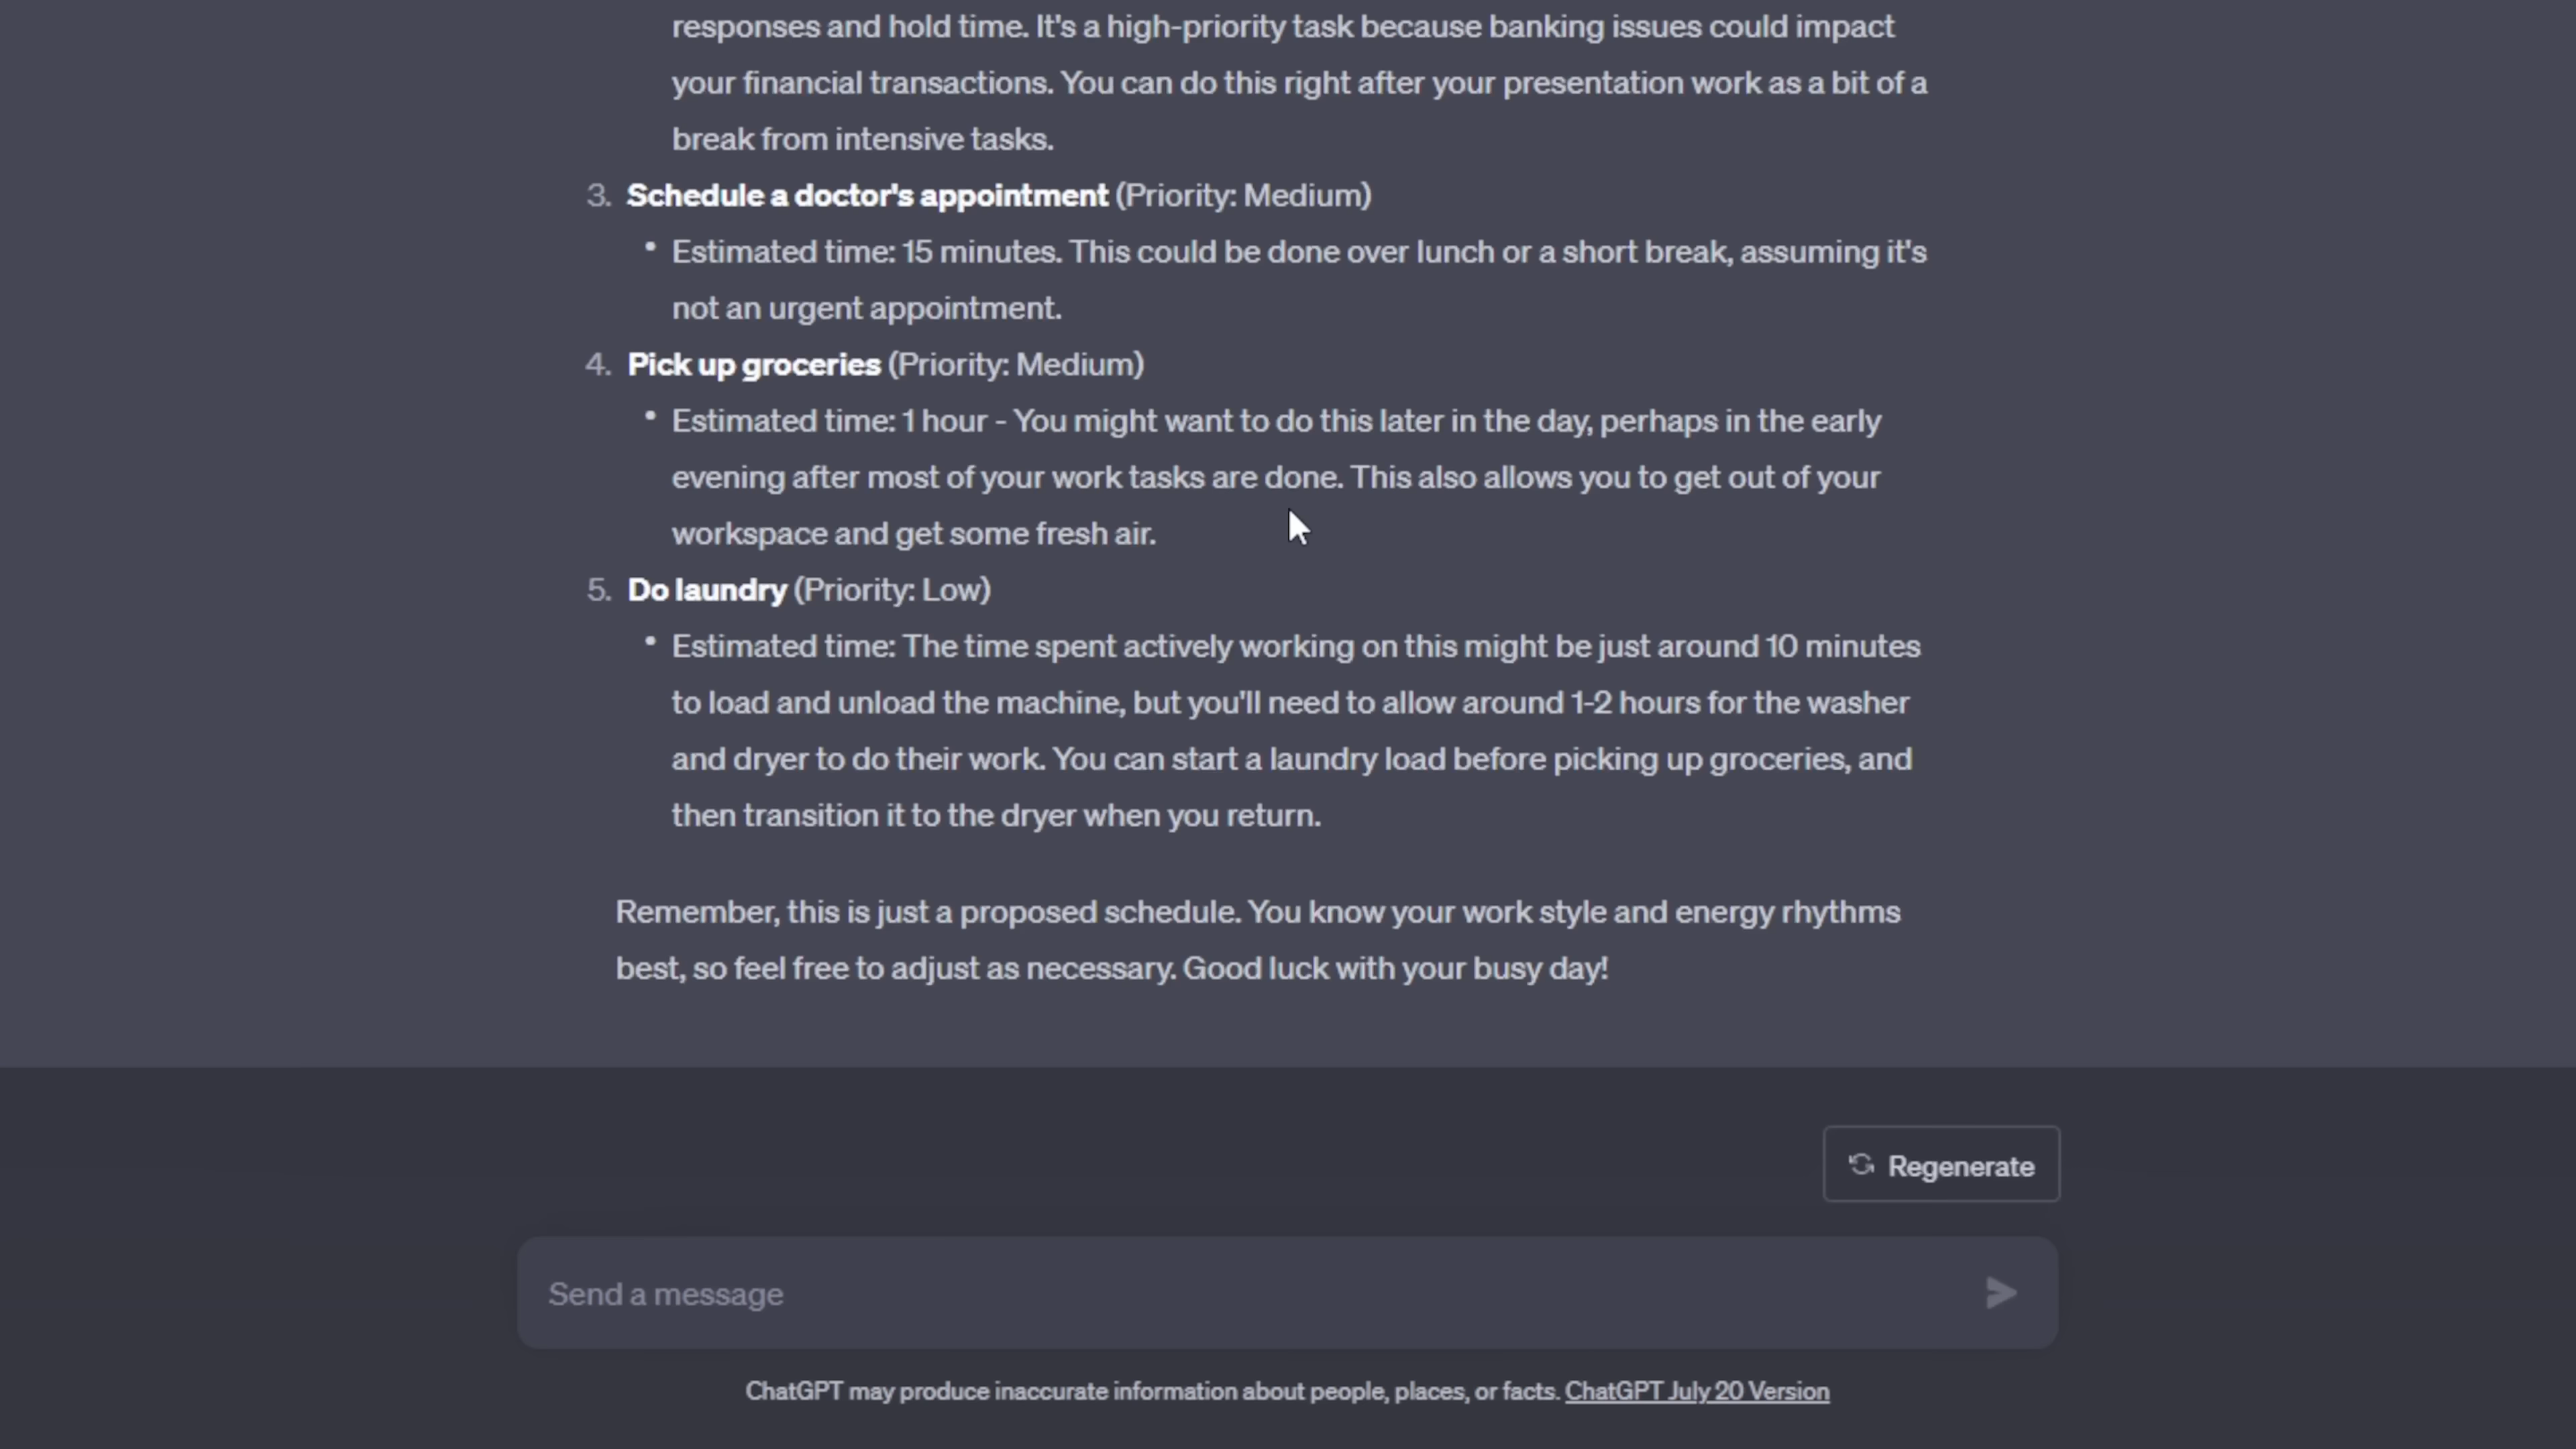 responses and hold time. It's a high-priority task because banking issues could impact
your financial transactions. You can do this right after your presentation work as a bit of a
break from intensive tasks.
3. Schedule a doctor's appointment (Priority: Medium)
• Estimated time: 15 minutes. This could be done over lunch or a short break, assuming it's
not an urgent appointment.
4. Pick up groceries (Priority: Medium)
• Estimated time: 1 hour - You might want to do this later in the day, perhaps in the early
evening after most of your work tasks are done. This also allows you to get out of your
workspace and get some fresh air.
5. Do laundry (Priority: Low)
• Estimated time: The time spent actively working on this might be just around 10 minutes
to load and unload the machine, but you'll need to allow around 1-2 hours for the washer
and dryer to do their work. You can start a laundry load before picking up groceries, and
then transition it to the dryer when you return.
Remember, this is just a proposed schedule. You know your work style and energy rhythms
best, so feel free to adjust as necessary. Good luck with your busy day!
Regenerate
Send a message
ChatGPT may produce inaccurate information about people, places, or facts. ChatGPT July 20 Version